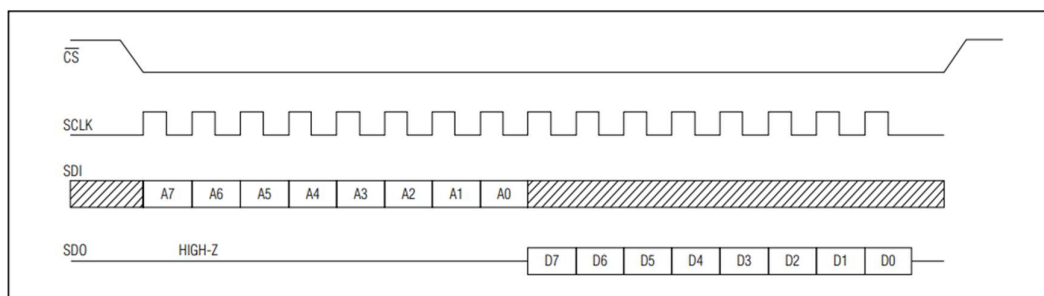 CS
SCLK
SDI
A7 A6 A5 A4 A3 A2 A1 A0
SDO HIGH-Z
D7 D6 D5 D4 D3 D2 D1 D0